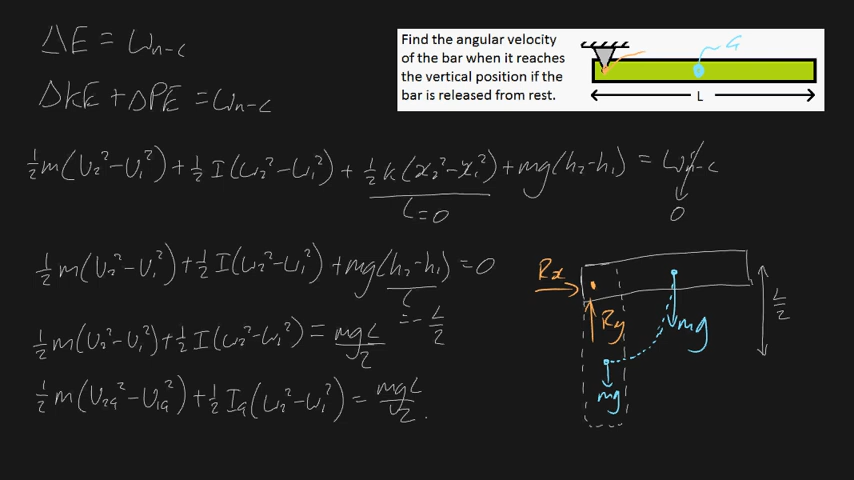 ΔE = Wn-c
ΔKE + ΔPE = Wn-c
Find the angular velocity
of the bar when it reaches
the vertical position if the
bar is released from rest.
G
L
½m(V₂²-V₁²) + ½I(ω₂²-ω₁²) + ½k(x₂²-x₁²) + mg(h₂-h₁) = Wn-c
=0
0
½m(V₂²-V₁²) + ½I(ω₂²-ω₁²) + mg(h₂-h₁) = 0
= -L/2
½m(V₂²-V₁²) + ½I(ω₂²-ω₁²) = mgL/2
½m(V₂G²-V₁G²) + ½IG(ω₂²-ω₁²) = mgL/2.
Rx
Ry
mg
L/2
mg